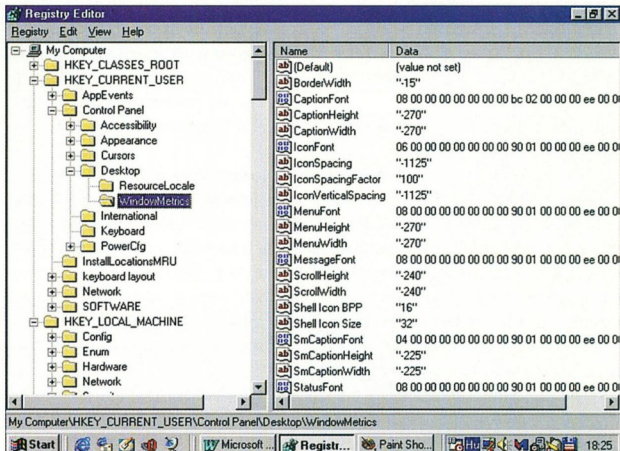 Registry Editor
Registry Edit View Help
My Computer
HKEY_CLASSES_ROOT
HKEY_CURRENT_USER
AppEvents
Control Panel
Accessibility
Appearance
Cursors
Desktop
ResourceLocale
WindowMetrics
International
Keyboard
PowerCfg
InstallLocationsMRU
keyboard layout
Network
SOFTWARE
HKEY_LOCAL_MACHINE
Config
Enum
Hardware
Network
Name Data
(Default) (value not set)
BorderWidth "-15"
CaptionFont 08 00 00 00 00 00 00 00 bc 02 00 00 00 00 ee 00 0
CaptionHeight "-270"
CaptionWidth "-270"
IconFont 06 00 00 00 00 00 00 00 90 01 00 00 00 00 ee 00 0
IconSpacing "-1125"
IconSpacingFactor "100"
IconVerticalSpacing "-1125"
MenuFont 08 00 00 00 00 00 00 00 90 01 00 00 00 00 ee 00 0
MenuHeight "-270"
MenuWidth "-270"
MessageFont 08 00 00 00 00 00 00 00 90 01 00 00 00 00 ee 00 0
ScrollHeight "-240"
ScrollWidth "-240"
Shell Icon BPP "16"
Shell Icon Size "32"
SmCaptionFont 04 00 00 00 00 00 00 00 90 01 00 00 00 00 ee 00 0
SmCaptionHeight "-225"
SmCaptionWidth "-225"
StatusFont 08 00 00 00 00 00 00 00 90 01 00 00 00 00 ee 00 0
My Computer\HKEY_CURRENT_USER\Control Panel\Desktop\WindowMetrics
Start Microsoft ... Registr... Paint Sho... Hu 18:25